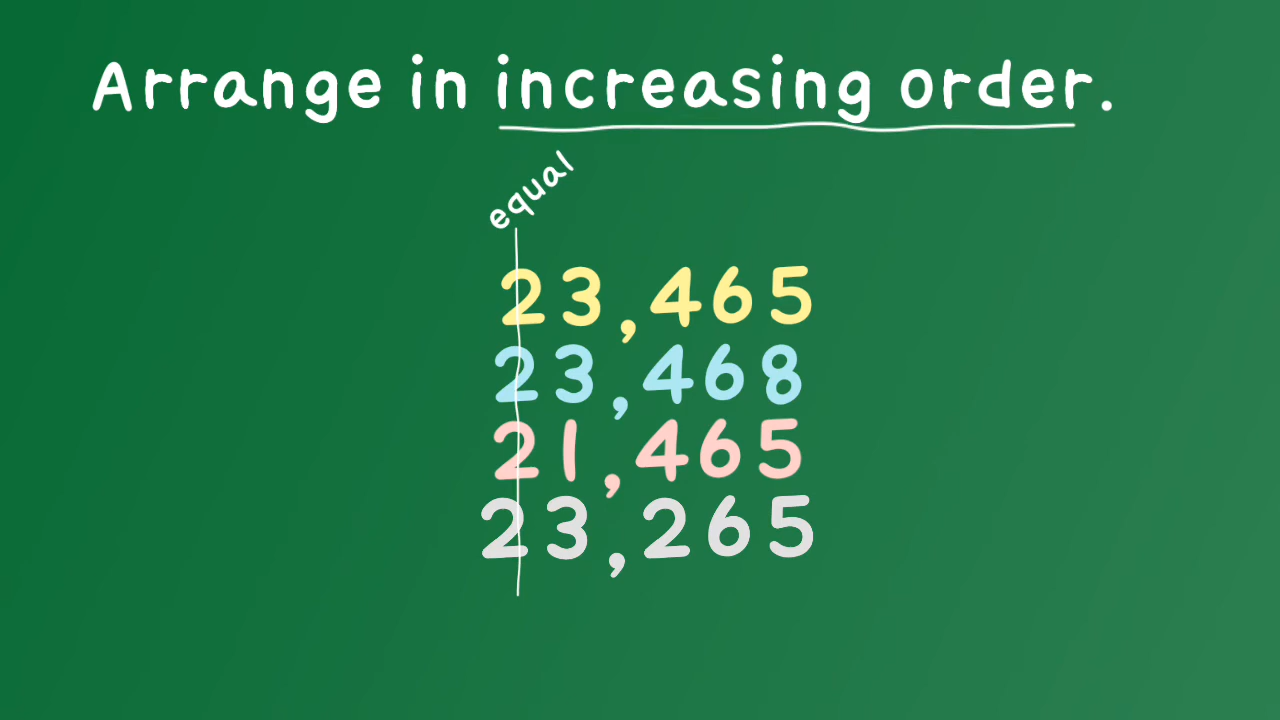 Arrange in increasing order.
equal
23,465
23,468
21,465
23,265